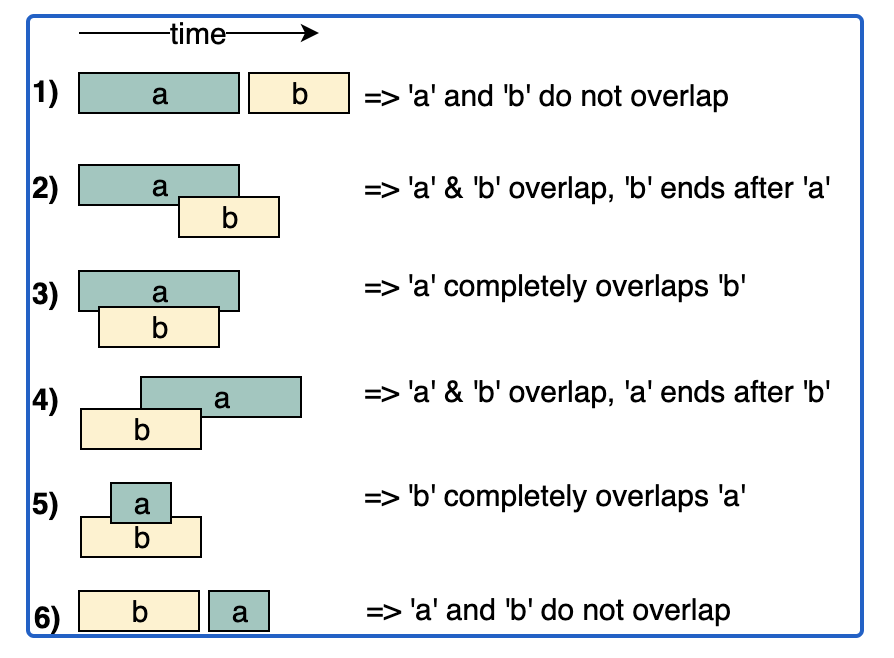 time
1) a b => 'a' and 'b' do not overlap
2) a => 'a' & 'b' overlap, 'b' ends after 'a'
b
3) a => 'a' completely overlaps 'b'
b
4) a => 'a' & 'b' overlap, 'a' ends after 'b'
b
5) a => 'b' completely overlaps 'a'
b
6) b a => 'a' and 'b' do not overlap